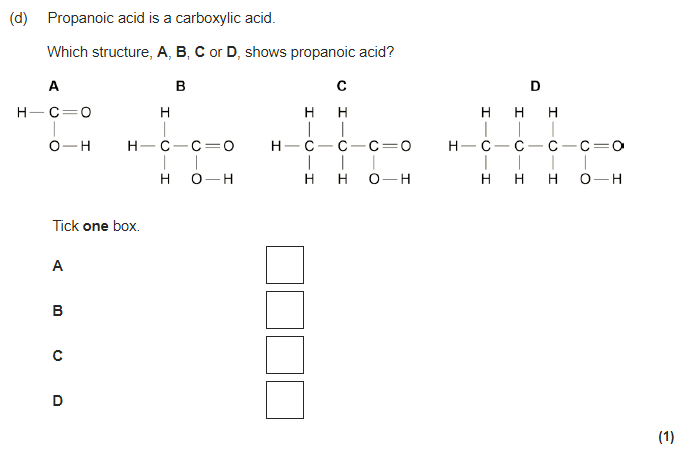 (d) Propanoic acid is a carboxylic acid.
Which structure, A, B, C or D, shows propanoic acid?
A B C D
H—C=O H H H H H H
O—H H—C—C=O H—C—C—C=O H—C—C—C—C=O
H O—H H H O—H H H H O—H
Tick one box.
A
B
C
D
(1)